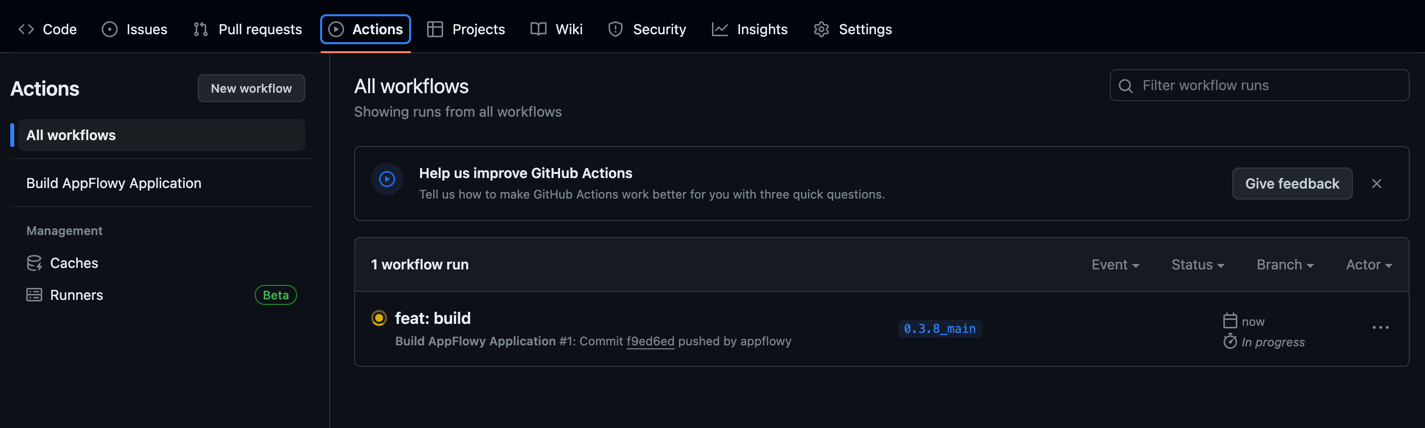 Code Issues Pull requests Actions Projects Wiki Security Insights Settings
Actions
New workflow
All workflows
Build AppFlowy Application
Management
Caches
Runners Beta
All workflows
Showing runs from all workflows
Filter workflow runs
Help us improve GitHub Actions
Tell us how to make GitHub Actions work better for you with three quick questions.
Give feedback
1 workflow run
Event Status Branch Actor
feat: build
Build AppFlowy Application #1: Commit f9ed6ed pushed by appflowy
0.3.8_main
now
In progress